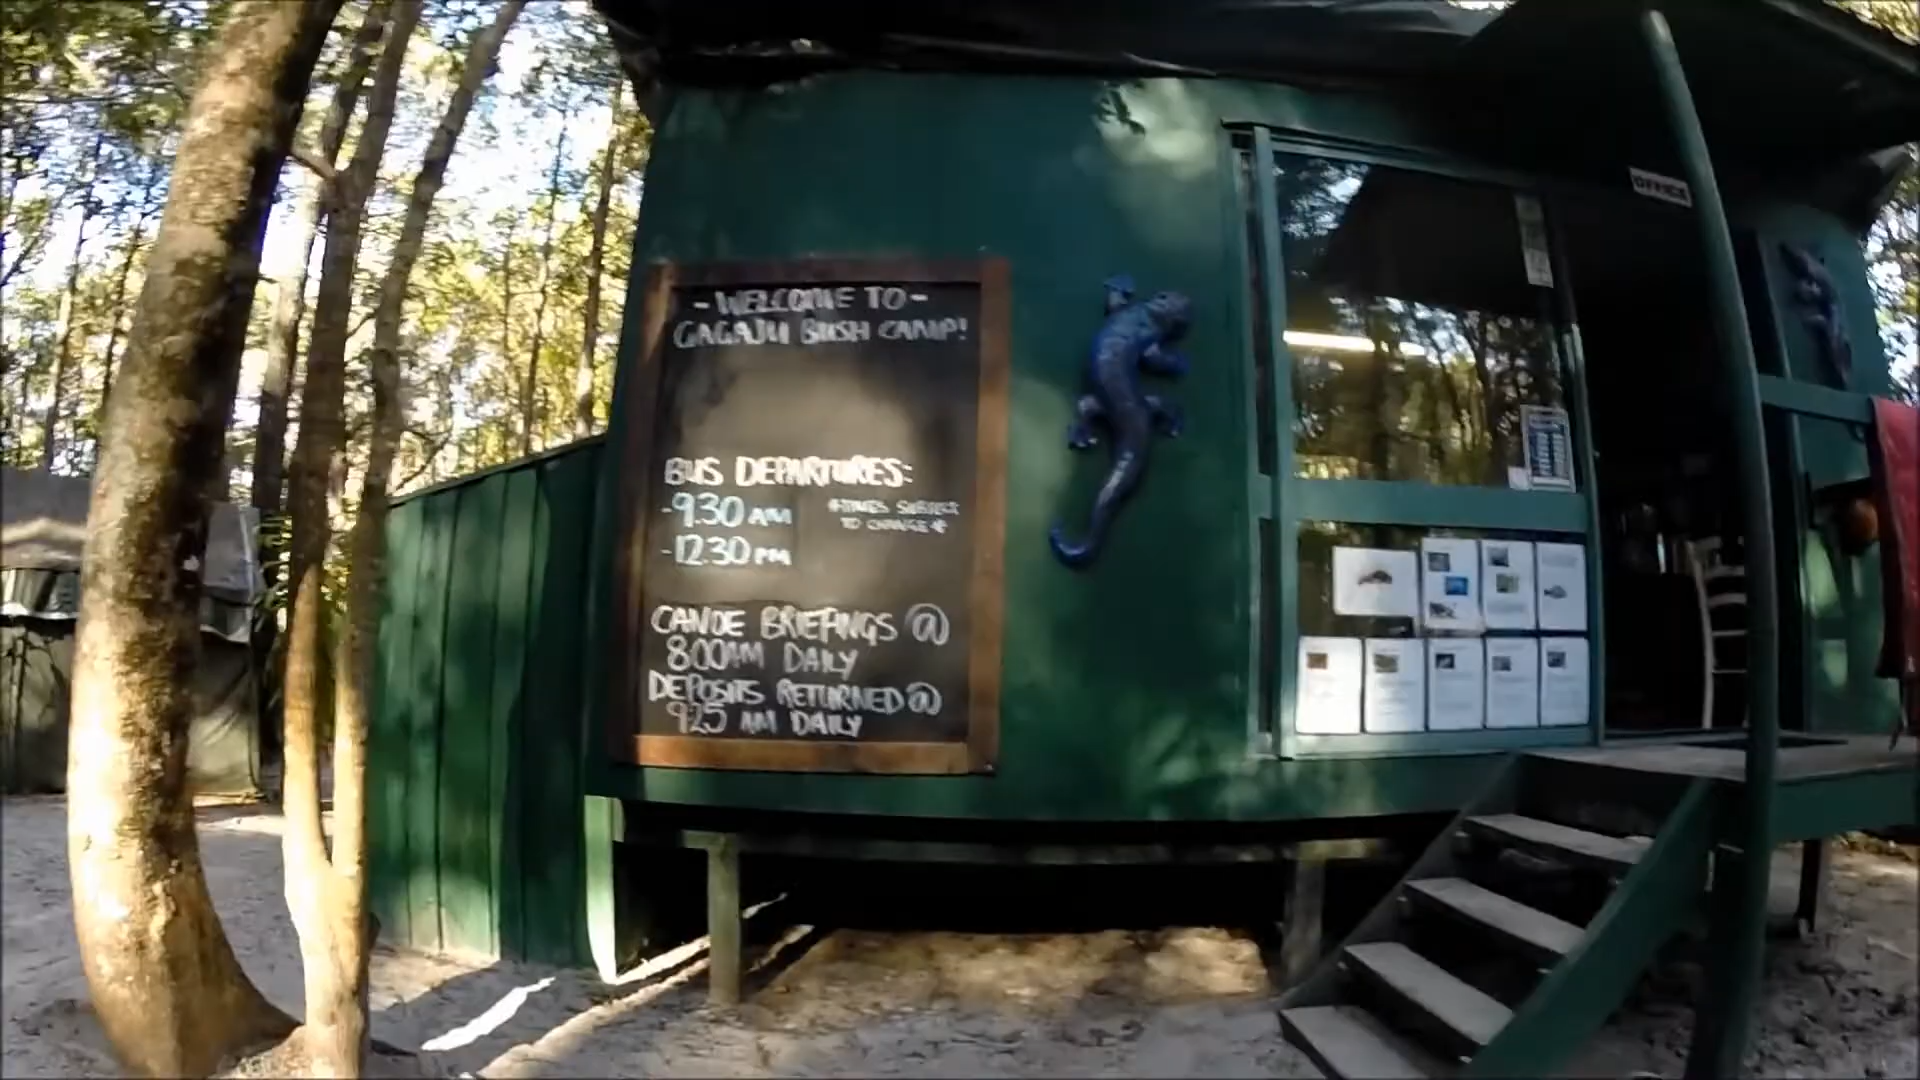 -WELCOME TO-
GAGAJU BUSH CAMP!
BUS DEPARTURES:
-9.30 AM
*TIMES SUBJECT
TO CHANGE*
-12.30 PM
CANOE BRIEFINGS @
8.00AM DAILY
DEPOSITS RETURNED @
9.25 AM DAILY
OFFICE